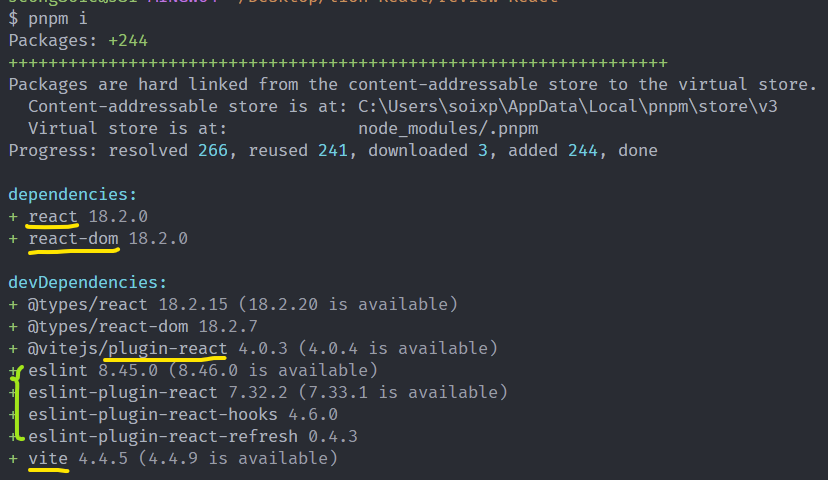 $ pnpm i
Packages: +244
++++++++++++++++++++++++++++++++++++++++++++++++++++++++++++++++++
Packages are hard linked from the content-addressable store to the virtual store.
Content-addressable store is at: C:\Users\soixp\AppData\Local\pnpm\store\v3
Virtual store is at: node_modules/.pnpm
Progress: resolved 266, reused 241, downloaded 3, added 244, done
dependencies:
+ react 18.2.0
+ react-dom 18.2.0
devDependencies:
+ @types/react 18.2.15 (18.2.20 is available)
+ @types/react-dom 18.2.7
+ @vitejs/plugin-react 4.0.3 (4.0.4 is available)
+ eslint 8.45.0 (8.46.0 is available)
+ eslint-plugin-react 7.32.2 (7.33.1 is available)
+ eslint-plugin-react-hooks 4.6.0
+ eslint-plugin-react-refresh 0.4.3
+ vite 4.4.5 (4.4.9 is available)